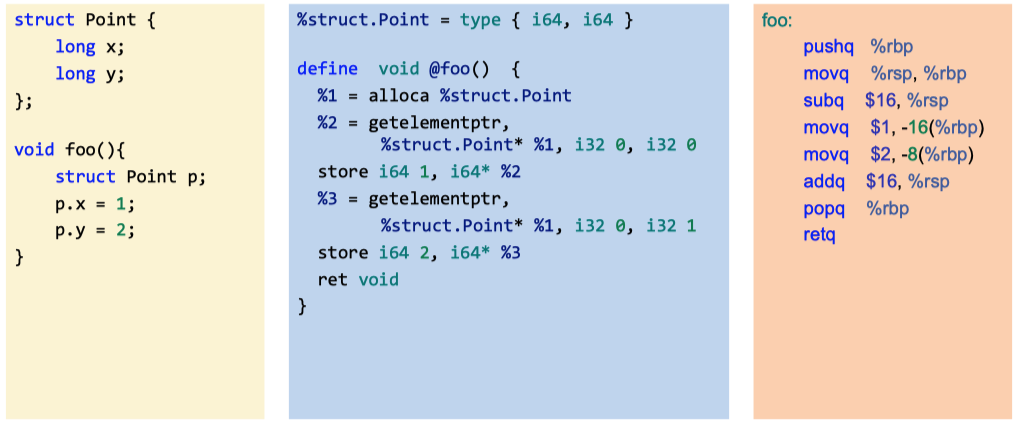 struct Point {
    long x;
    long y;
};

void foo(){
    struct Point p;
    p.x = 1;
    p.y = 2;
}
%struct.Point = type { i64, i64 }

define  void @foo()  {
  %1 = alloca %struct.Point
  %2 = getelementptr,
        %struct.Point* %1, i32 0, i32 0
  store i64 1, i64* %2
  %3 = getelementptr,
        %struct.Point* %1, i32 0, i32 1
  store i64 2, i64* %3
  ret void
}
foo:
    pushq %rbp
    movq %rsp, %rbp
    subq $16, %rsp
    movq $1, -16(%rbp)
    movq $2, -8(%rbp)
    addq $16, %rsp
    popq %rbp
    retq